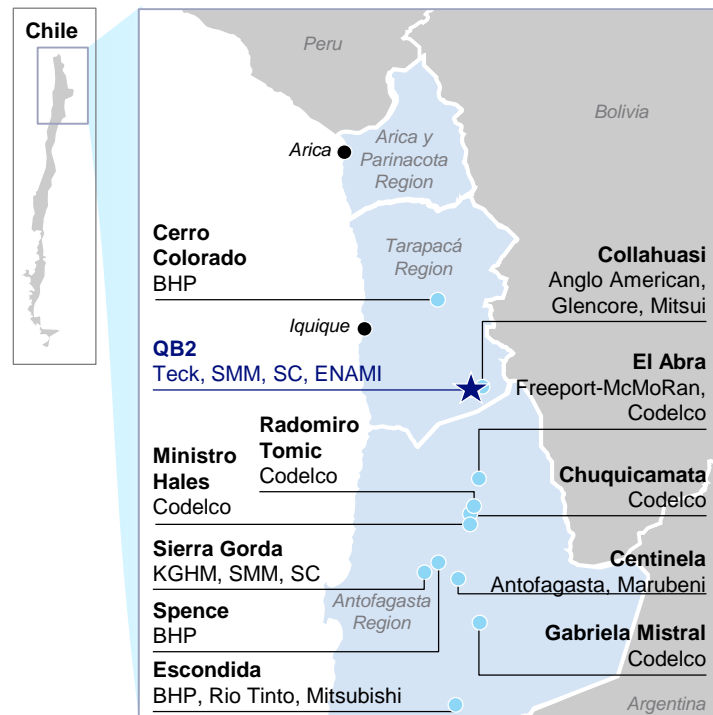 Chile
Peru
Bolivia
Arica
Arica y
Parinacota
Region
Cerro
Colorado
BHP
Tarapacá
Region
Collahuasi
Anglo American,
Glencore, Mitsui
Iquique
QB2
Teck, SMM, SC, ENAMI
El Abra
Freeport-McMoRan,
Codelco
Radomiro
Tomic
Codelco
Ministro
Hales
Codelco
Chuquicamata
Codelco
Sierra Gorda
KGHM, SMM, SC
Centinela
Antofagasta, Marubeni
Antofagasta
Region
Spence
BHP
Gabriela Mistral
Codelco
Escondida
BHP, Rio Tinto, Mitsubishi
Argentina